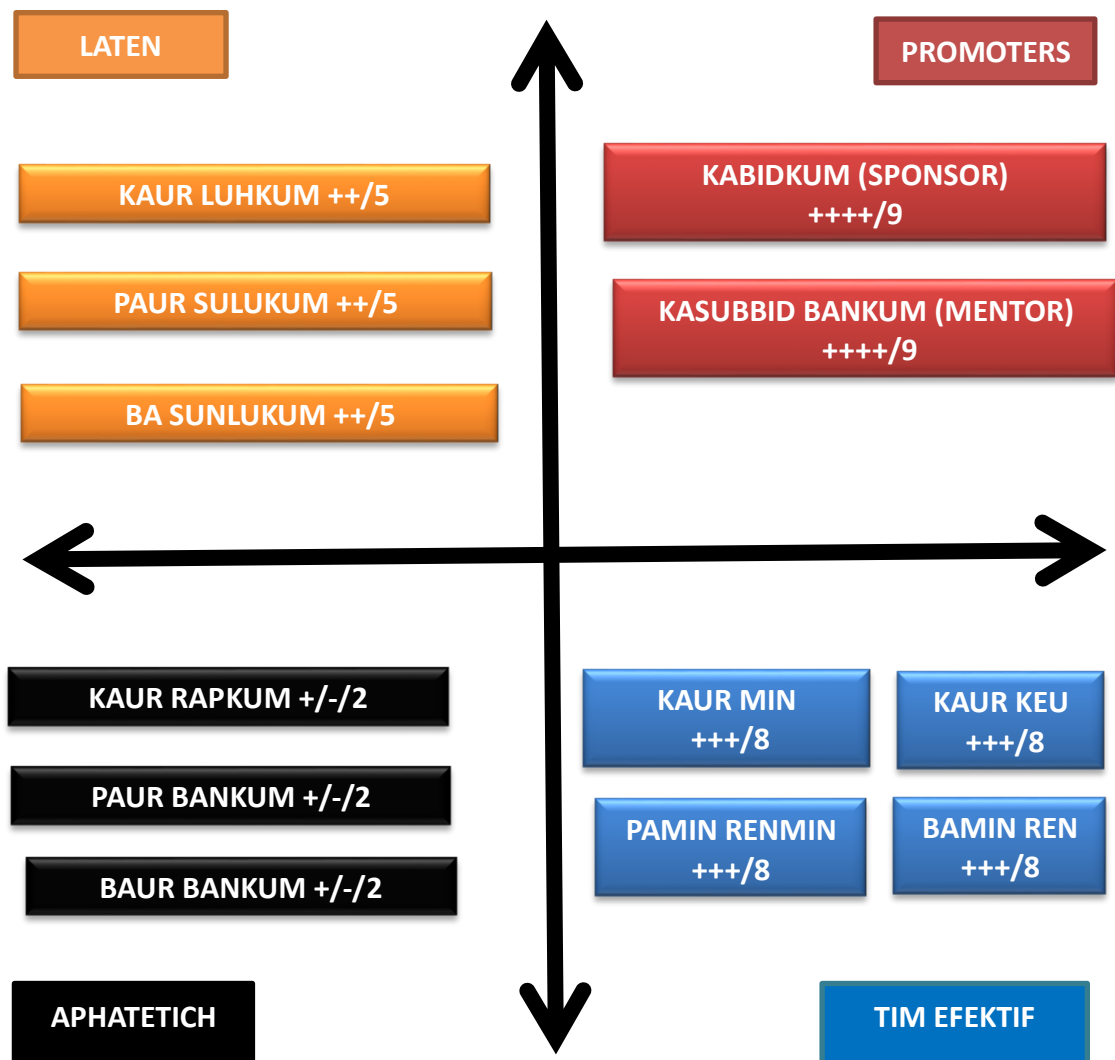 LATEN
PROMOTERS
KAUR LUHKUM ++/5
PAUR SULUKUM ++/5
BA SUNLUKUM ++/5
KABIDKUM (SPONSOR)
++++/9
KASUBBID BANKUM (MENTOR)
++++/9
KAUR RAPKUM +/-/2
PAUR BANKUM +/-/2
BAUR BANKUM +/-/2
KAUR MIN
+++/8
KAUR KEU
+++/8
PAMIN RENMIN
+++/8
BAMIN REN
+++/8
APHATETICH
TIM EFEKTIF